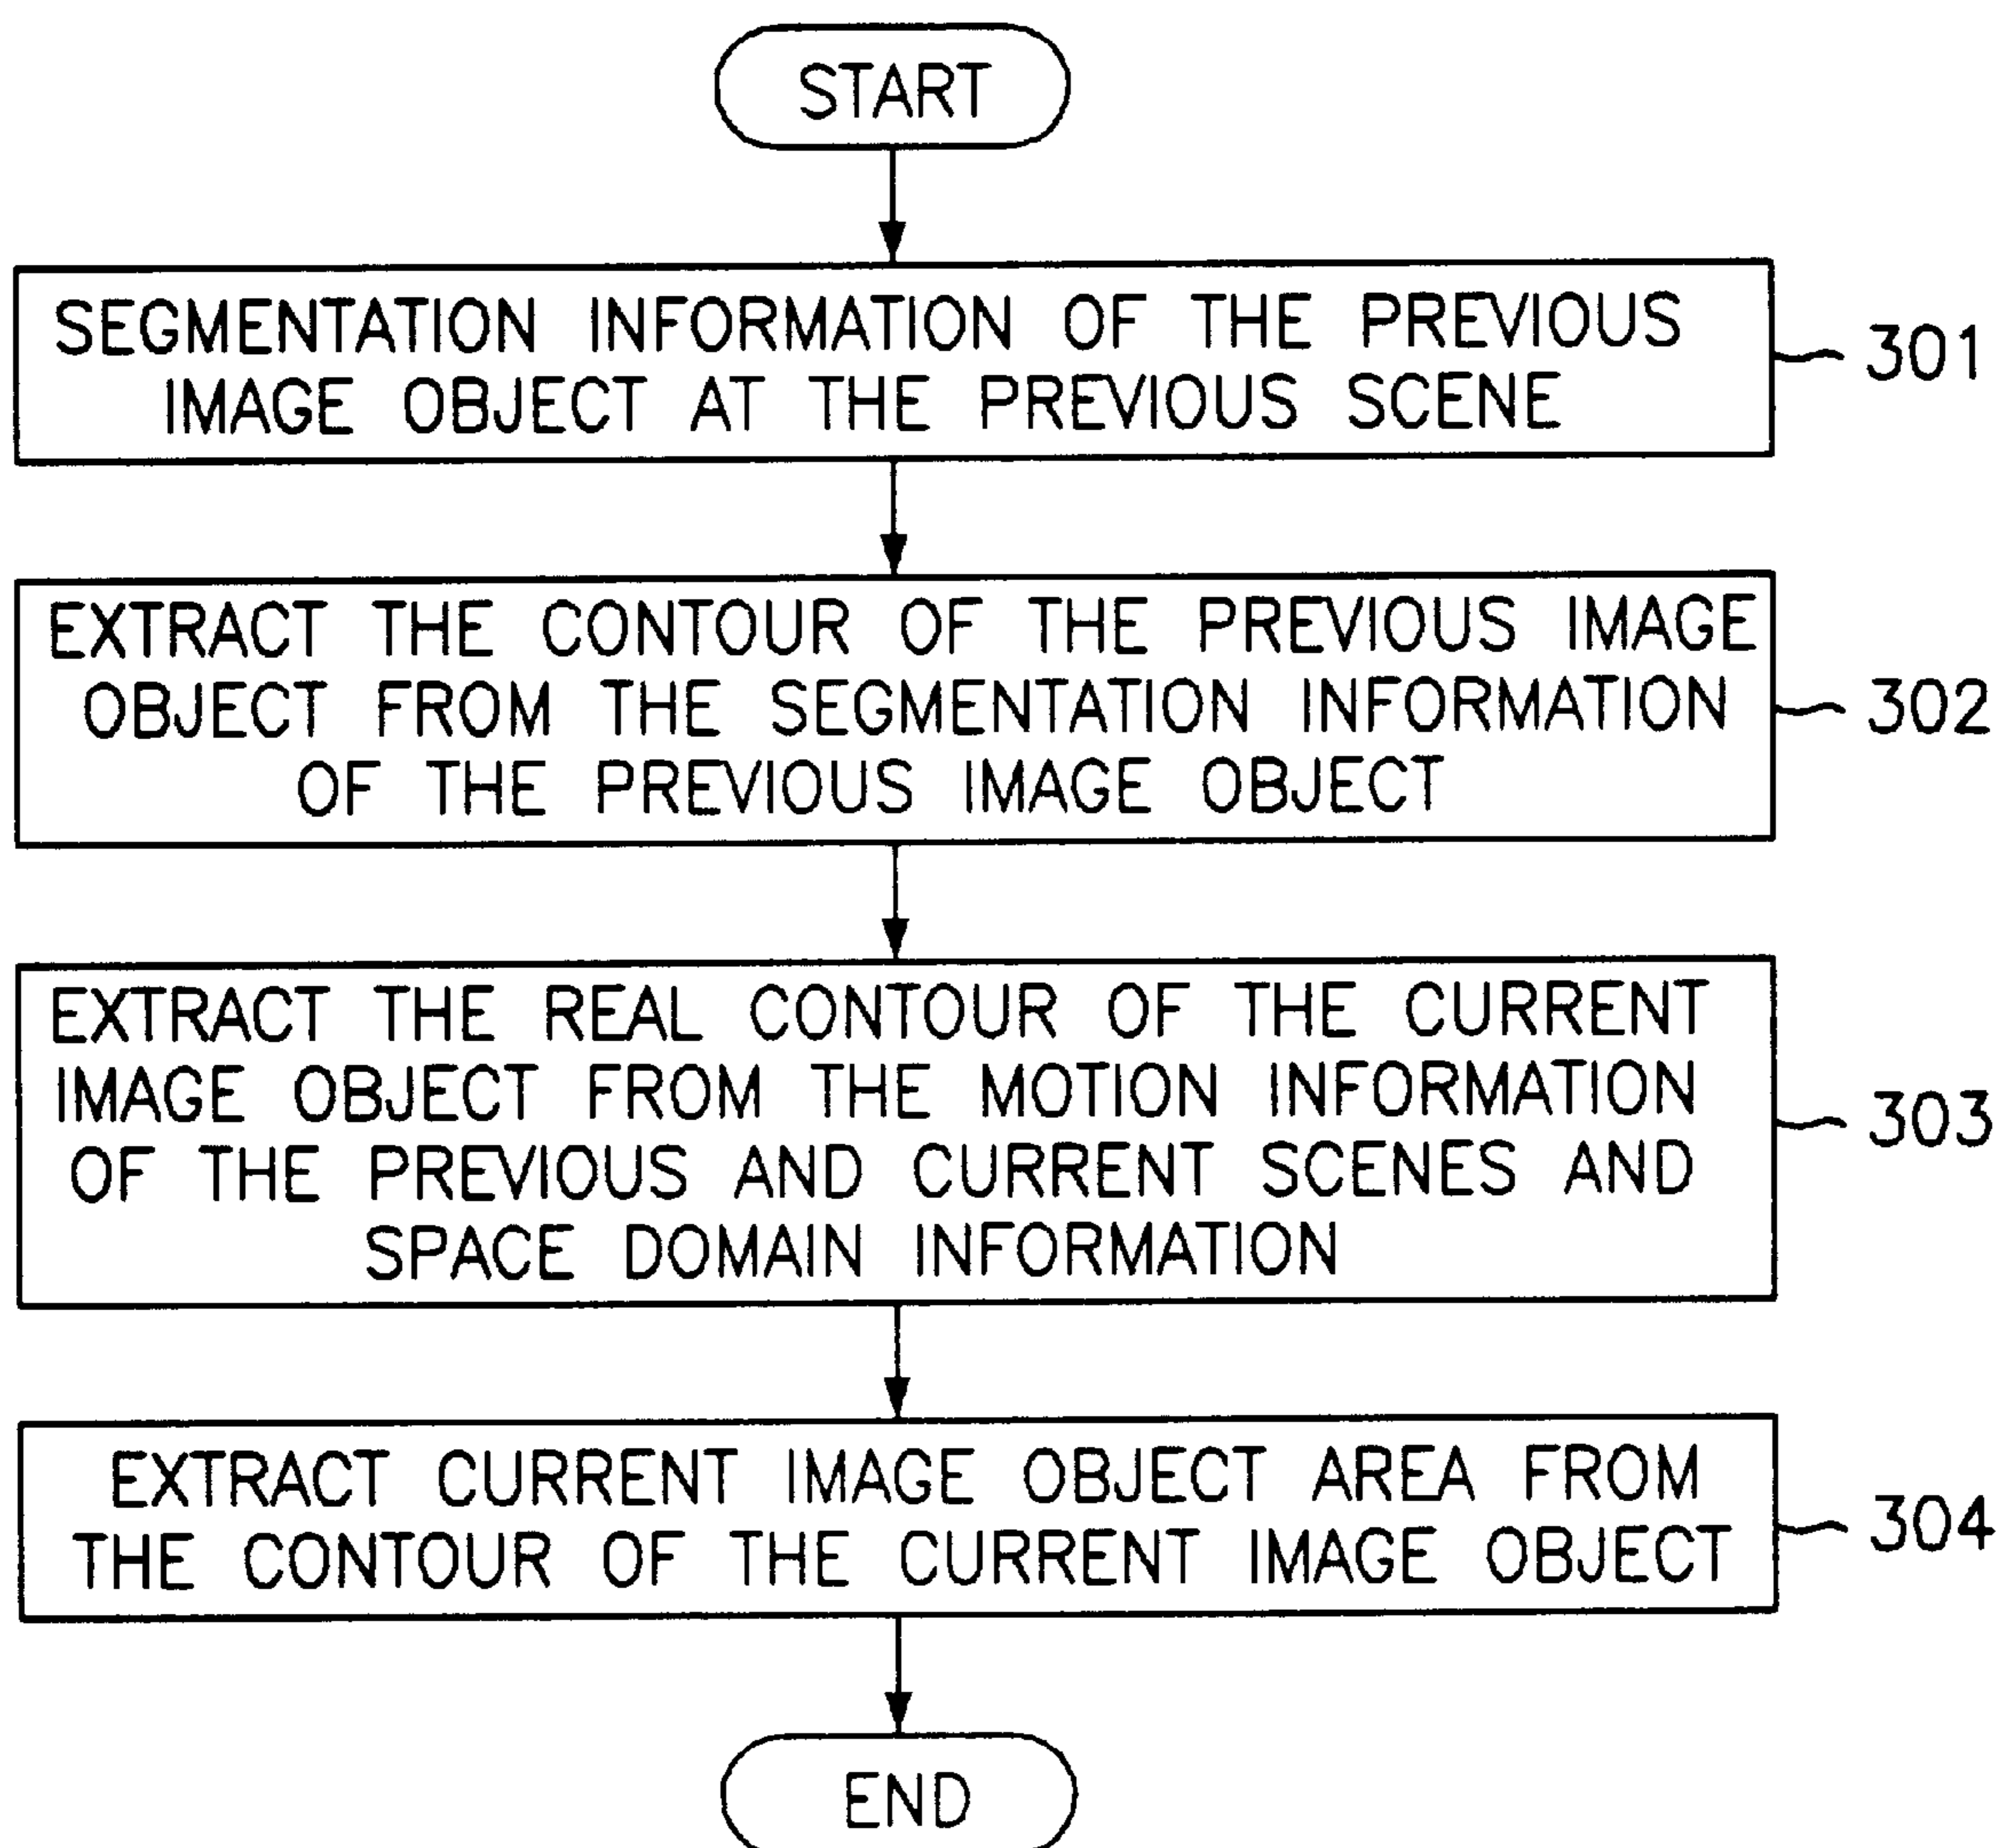 START
SEGMENTATION INFORMATION OF THE PREVIOUS
IMAGE OBJECT AT THE PREVIOUS SCENE
301
EXTRACT THE CONTOUR OF THE PREVIOUS IMAGE
OBJECT FROM THE SEGMENTATION INFORMATION
OF THE PREVIOUS IMAGE OBJECT
302
EXTRACT THE REAL CONTOUR OF THE CURRENT
IMAGE OBJECT FROM THE MOTION INFORMATION
OF THE PREVIOUS AND CURRENT SCENES AND
SPACE DOMAIN INFORMATION
303
EXTRACT CURRENT IMAGE OBJECT AREA FROM
THE CONTOUR OF THE CURRENT IMAGE OBJECT
304
END